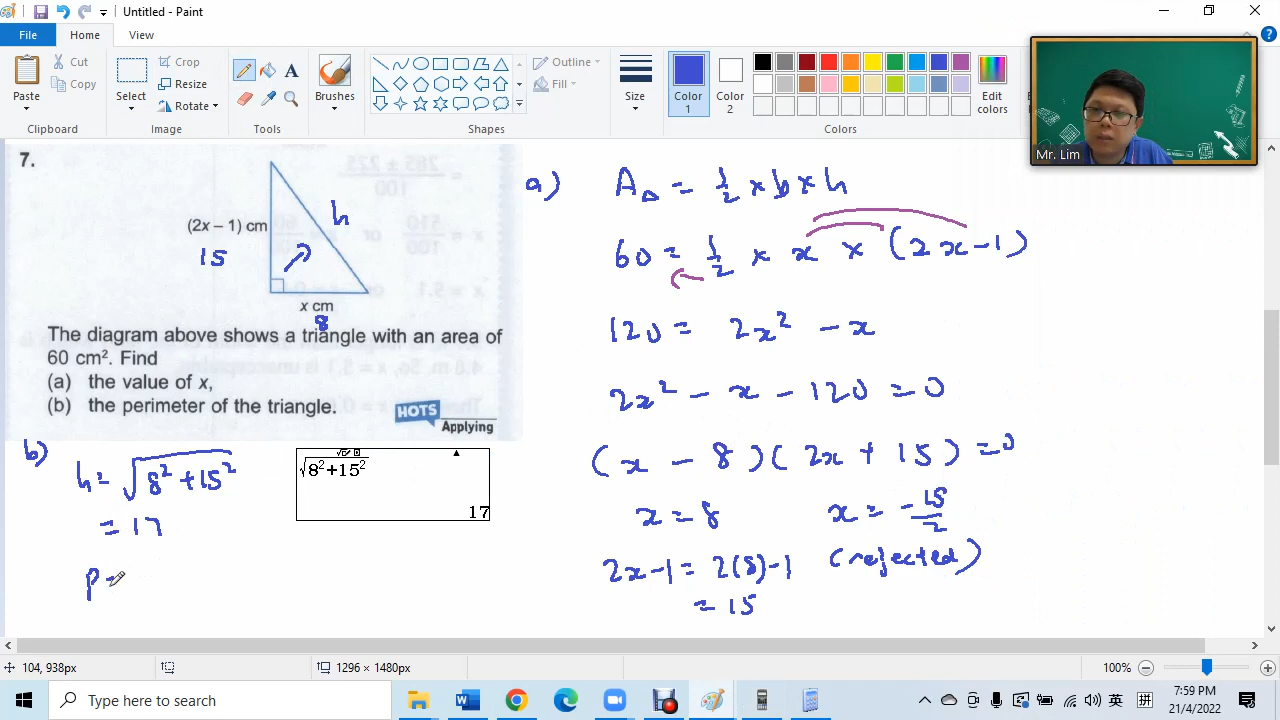 Untitled - Paint
File
Home
View
Paste
Cut
Copy
Clipboard
Select
Crop
Resize
Rotate
Image
Tools
Brushes
Shapes
Outline
Fill
Size
Color 1
Color 2
Edit colors
Colors
Mr. Lim
7.
(2x – 1) cm
15
h
x cm
8
The diagram above shows a triangle with an area of
60 cm². Find
(a) the value of x,
(b) the perimeter of the triangle.
HOTS
Applying
a)
A△ = 1/2 × b × h
60 = 1/2 × x × (2x - 1)
120 = 2x² - x
2x² - x - 120 = 0
(x - 8)(2x + 15) = 0
x = 8 x = -15/2
2x - 1 = 2(8) - 1 (rejected)
= 15
b)
h = √8² + 15²
= 17
√8²+15²
17
P =
104, 938px
1296 × 1480px
100%
Type here to search
英
拼
7:59 PM
21/4/2022